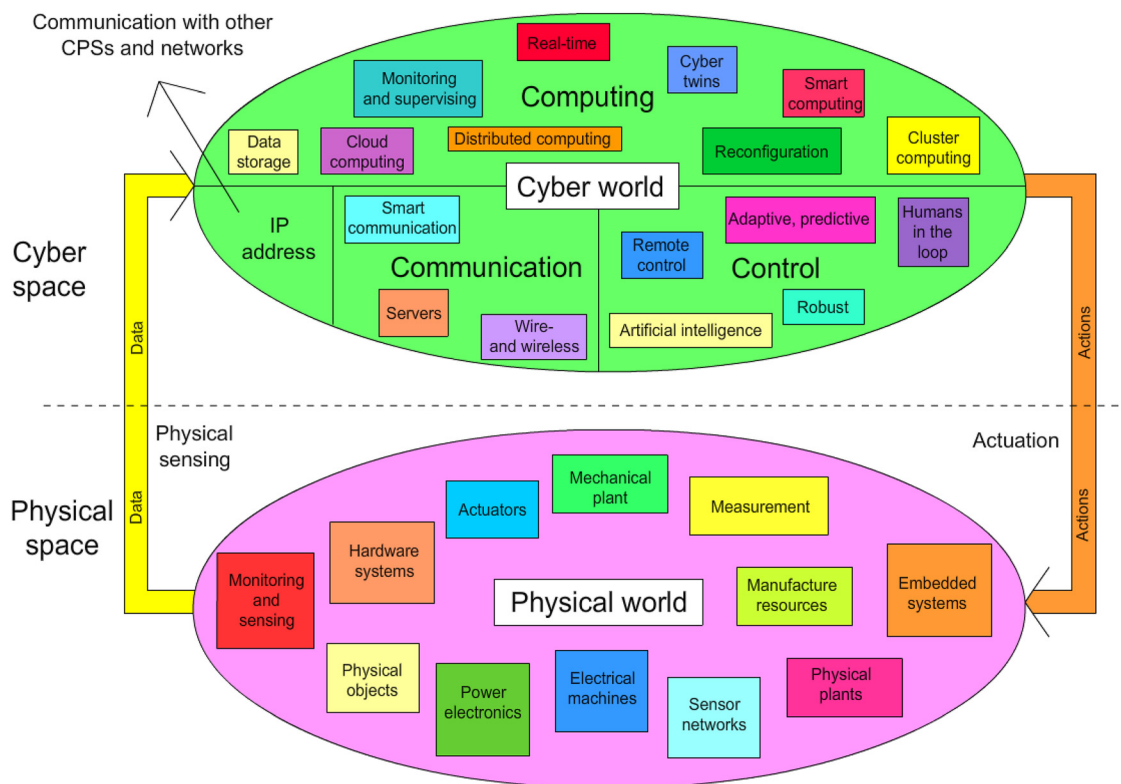 Communication with other
CPSs and networks
Real-time
Cyber
twins
Monitoring
and supervising
Computing
Smart
computing
Data
storage
Cloud
computing
Distributed computing
Reconfiguration
Cluster
computing
Cyber world
IP
address
Smart
communication
Adaptive, predictive
Humans
in the
loop
Remote
control
Communication
Control
Servers
Robust
Wire-
and wireless
Artificial intelligence
Cyber
space
Data
Actions
Physical
sensing
Actuation
Physical
space
Data
Actions
Mechanical
plant
Actuators
Measurement
Hardware
systems
Monitoring
and
sensing
Physical world
Manufacture
resources
Embedded
systems
Physical
objects
Power
electronics
Electrical
machines
Sensor
networks
Physical
plants